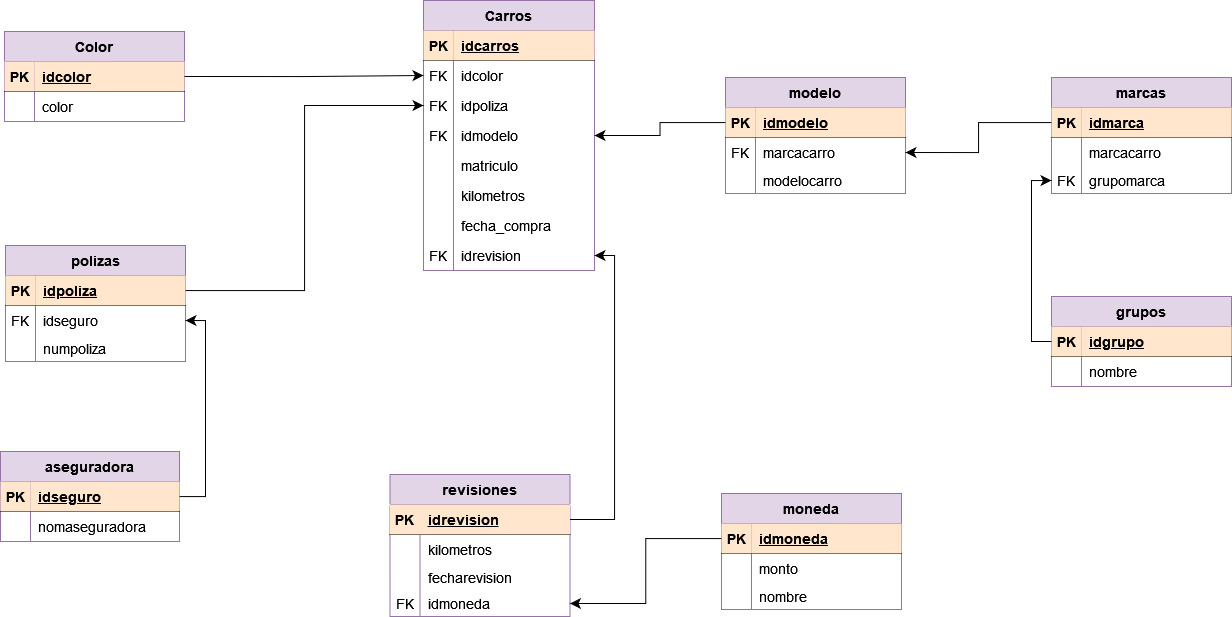 Color
PK idcolor
color
Carros
PK idcarros
FK idcolor
FK idpoliza
FK idmodelo
matriculo
kilometros
fecha_compra
FK idrevision
modelo
PK idmodelo
FK marcacarro
modelocarro
marcas
PK idmarca
marcacarro
FK grupomarca
polizas
PK idpoliza
FK idseguro
numpoliza
grupos
PK idgrupo
nombre
aseguradora
PK idseguro
nomaseguradora
revisiones
PK idrevision
kilometros
fecharevision
FK idmoneda
moneda
PK idmoneda
monto
nombre